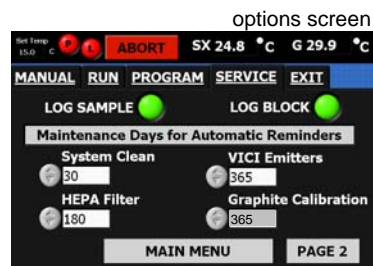 options screen
Set Temp
15.0 C P L ABORT SX 24.8 °C G 29.9 °C
MANUAL RUN PROGRAM SERVICE EXIT
LOG SAMPLE LOG BLOCK
Maintenance Days for Automatic Reminders
System Clean VICI Emitters
30 365
HEPA Filter Graphite Calibration
180 365
MAIN MENU PAGE 2